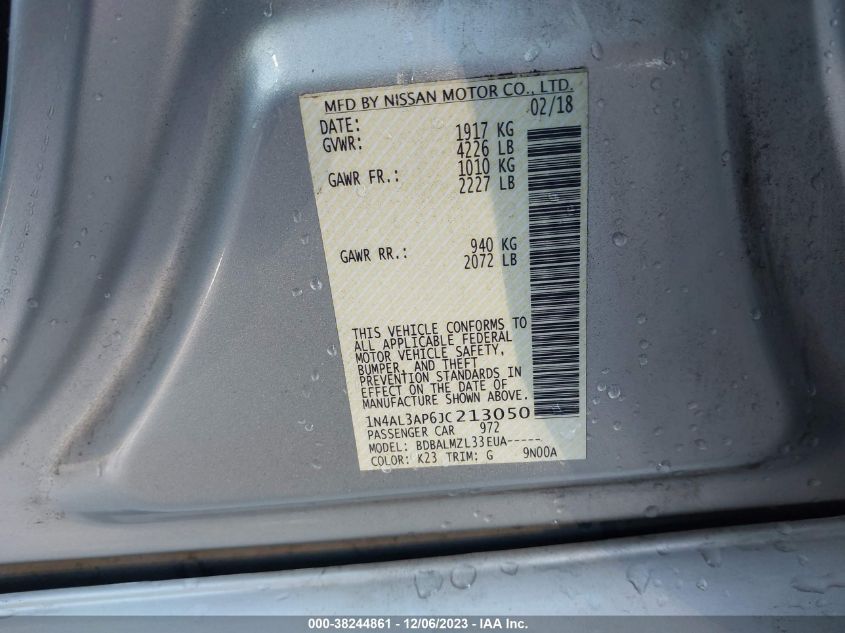 MFD BY NISSAN MOTOR CO., LTD.
DATE: 02/18
GVWR: 1917 KG
4226 LB
GAWR FR.: 1010 KG
2227 LB
GAWR RR.: 940 KG
2072 LB
THIS VEHICLE CONFORMS TO
ALL APPLICABLE FEDERAL
MOTOR VEHICLE SAFETY,
BUMPER, AND THEFT
PREVENTION STANDARDS IN
EFFECT ON THE DATE OF
MANUFACTURE SHOWN ABOVE.
1N4AL3AP6JC213050
PASSENGER CAR 972
MODEL: BDBALMZL33EUA-----
COLOR: K23 TRIM: G 9N00A
000-38244861 - 12/06/2023 - IAA Inc.